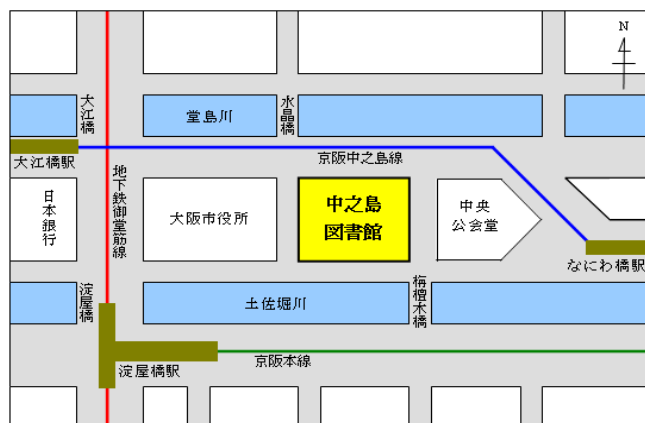 N
大江橋
堂島川
水晶橋
大江橋駅
京阪中之島線
日本銀行
地下鉄御堂筋線
大阪市役所
中之島
図書館
中央
公会堂
なにわ橋駅
淀屋橋
土佐堀川
栴檀木橋
淀屋橋駅
京阪本線